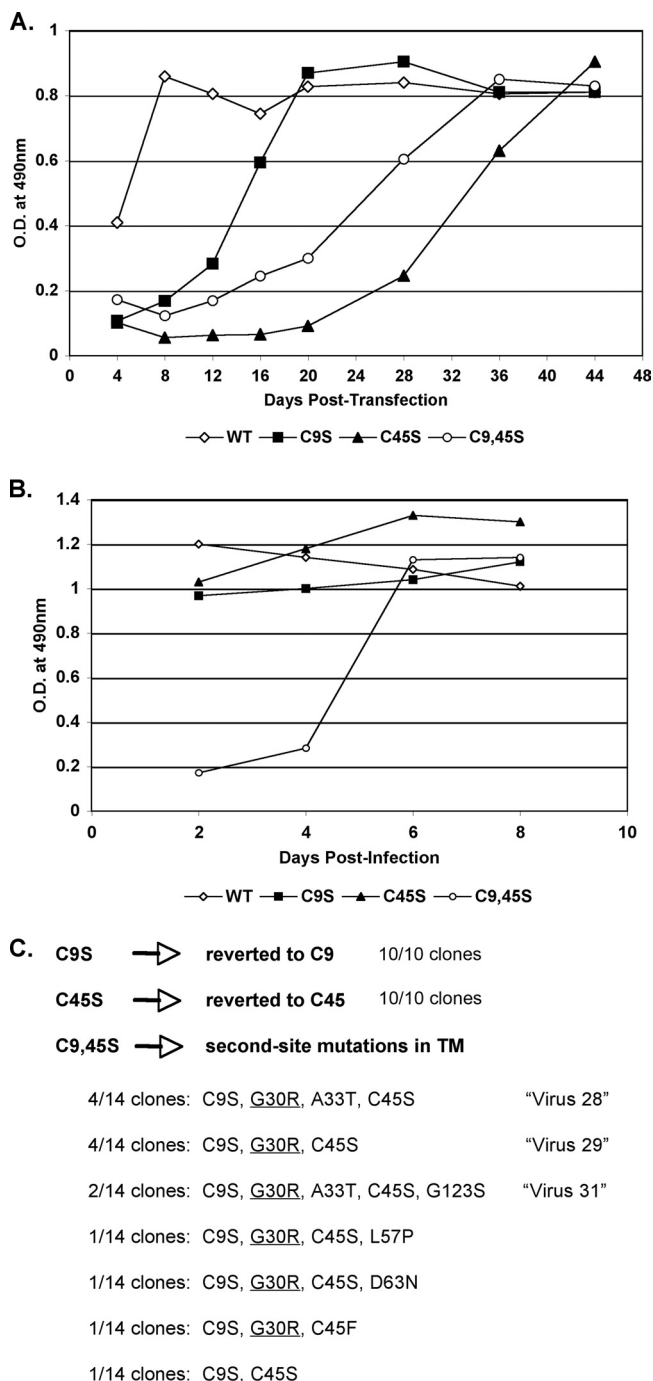 A.
O.D. at 490nm
1
0.8
0.6
0.4
0.2
0
0 4 8 12 16 20 24 28 32 36 40 44 48
Days Post-Transfection
WT C9S C45S C9,45S
B.
O.D. at 490nm
1.4
1.2
1
0.8
0.6
0.4
0.2
0
0 2 4 6 8 10
Days Post-Infection
WT C9S C45S C9,45S
C.
C9S reverted to C9 10/10 clones
C45S reverted to C45 10/10 clones
C9,45S second-site mutations in TM
4/14 clones: C9S, G30R, A33T, C45S "Virus 28"
4/14 clones: C9S, G30R, C45S "Virus 29"
2/14 clones: C9S, G30R, A33T, C45S, G123S "Virus 31"
1/14 clones: C9S, G30R, C45S, L57P
1/14 clones: C9S, G30R, C45S, D63N
1/14 clones: C9S, G30R, C45F
1/14 clones: C9S, C45S